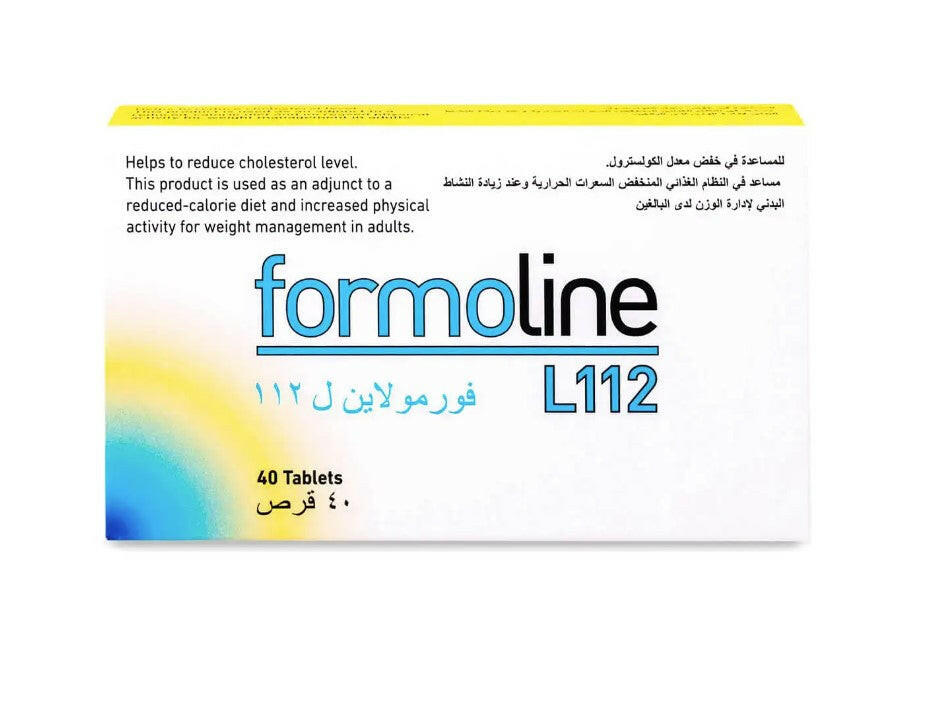 Helps to reduce cholesterol level.
This product is used as an adjunct to a
reduced-calorie diet and increased physical
activity for weight management in adults.
للمساعدة في خفض معدل الكولسترول.
مساعد في النظام الغذائي المنخفض السعرات الحرارية وعند زيادة النشاط
البدني لإدارة الوزن لدى البالغين
formoline
L112
فورمولاين ل ١١٢
40 Tablets
٤٠ قرص